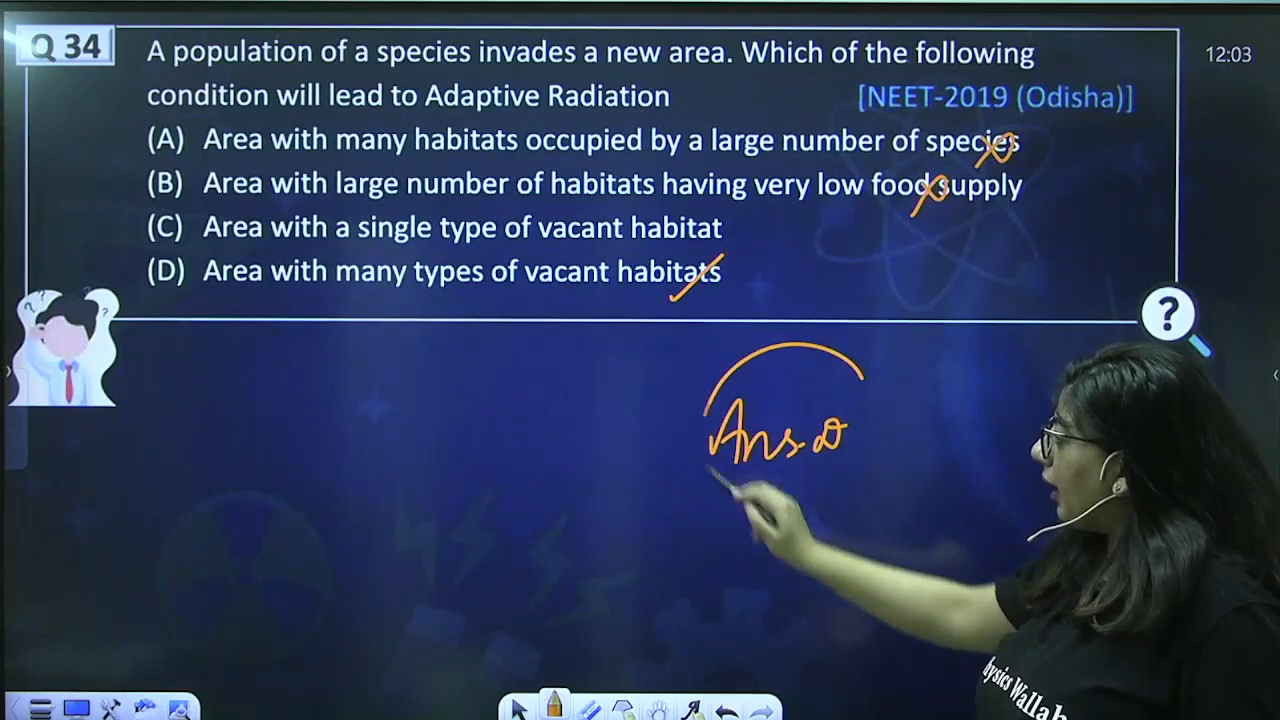 Q 34
A population of a species invades a new area. Which of the following
condition will lead to Adaptive Radiation [NEET-2019 (Odisha)]
(A) Area with many habitats occupied by a large number of species
(B) Area with large number of habitats having very low food supply
(C) Area with a single type of vacant habitat
(D) Area with many types of vacant habitats
12:03
?
Ans. D
hysics Wallah